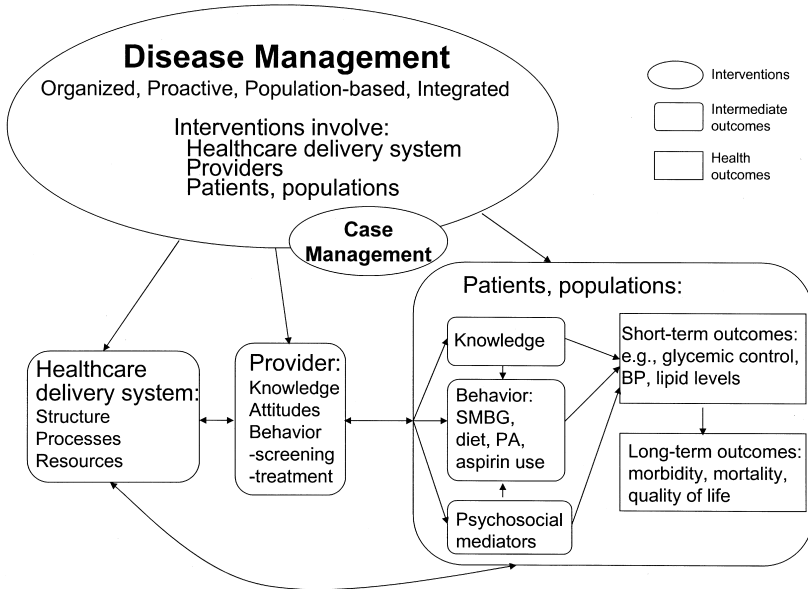 Disease Management
Organized, Proactive, Population-based, Integrated
Interventions involve:
Healthcare delivery system
Providers
Patients, populations
Case
Management
Interventions
Intermediate
outcomes
Health
outcomes
Healthcare
delivery system:
Structure
Processes
Resources
Provider:
Knowledge
Attitudes
Behavior
-screening
-treatment
Patients, populations:
Knowledge
Behavior:
SMBG,
diet, PA,
aspirin use
Psychosocial
mediators
Short-term outcomes:
e.g., glycemic control,
BP, lipid levels
Long-term outcomes:
morbidity, mortality,
quality of life